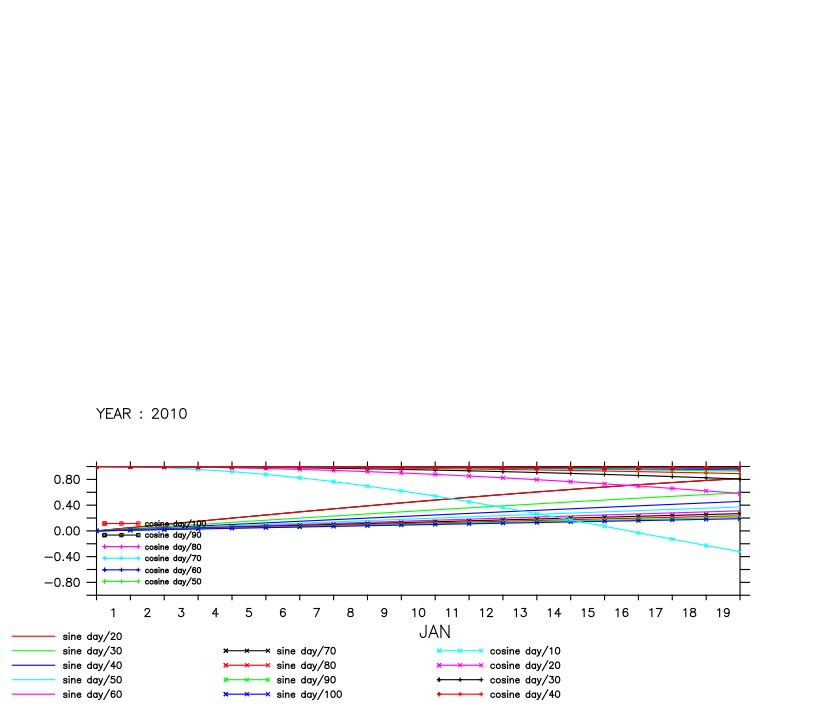 YEAR : 2010
0.80
0.40
0.00
−0.40
−0.80
cosine day/100
cosine day/90
cosine day/80
cosine day/70
cosine day/60
cosine day/50
1 2 3 4 5 6 7 8 9 10 11 12 13 14 15 16 17 18 19
JAN
sine day/20
sine day/30 sine day/70 cosine day/10
sine day/40 sine day/80 cosine day/20
sine day/50 sine day/90 cosine day/30
sine day/60 sine day/100 cosine day/40